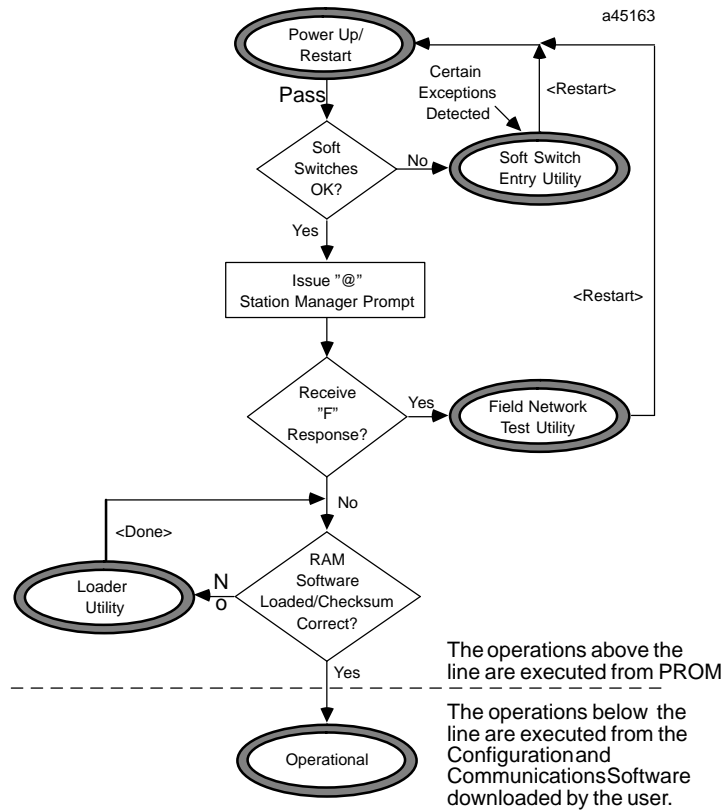 a45163
Power Up/
Restart
Pass
Certain
Exceptions
Detected
<Restart>
Soft
Switches
OK?
No
Soft Switch
Entry Utility
Yes
Issue ”@”
Station Manager Prompt
<Restart>
Receive
”F”
Response?
Yes
Field Network
Test Utility
No
<Done>
RAM
Software
Loaded/Checksum
Correct?
N
o
Loader
Utility
Yes
The operations above the
line are executed from PROM
The operations below the
line are executed from the
Configuration and
Communications Software
downloaded by the user.
Operational